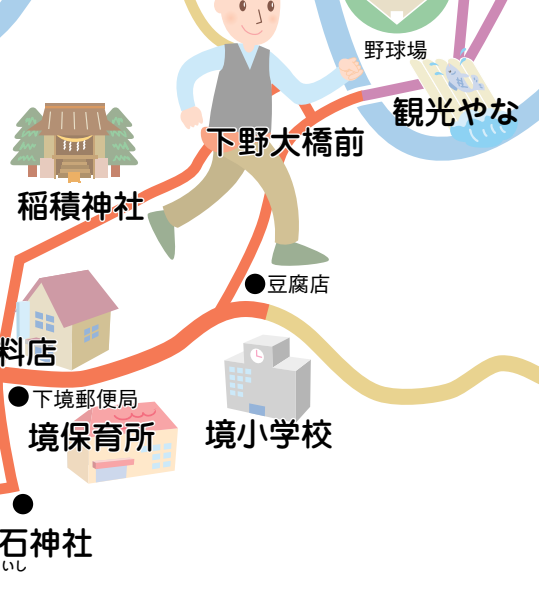 野球場
観光やな
下野大橋前
稲積神社
豆腐店
料店
下境郵便局
境保育所
境小学校
石神社
いし